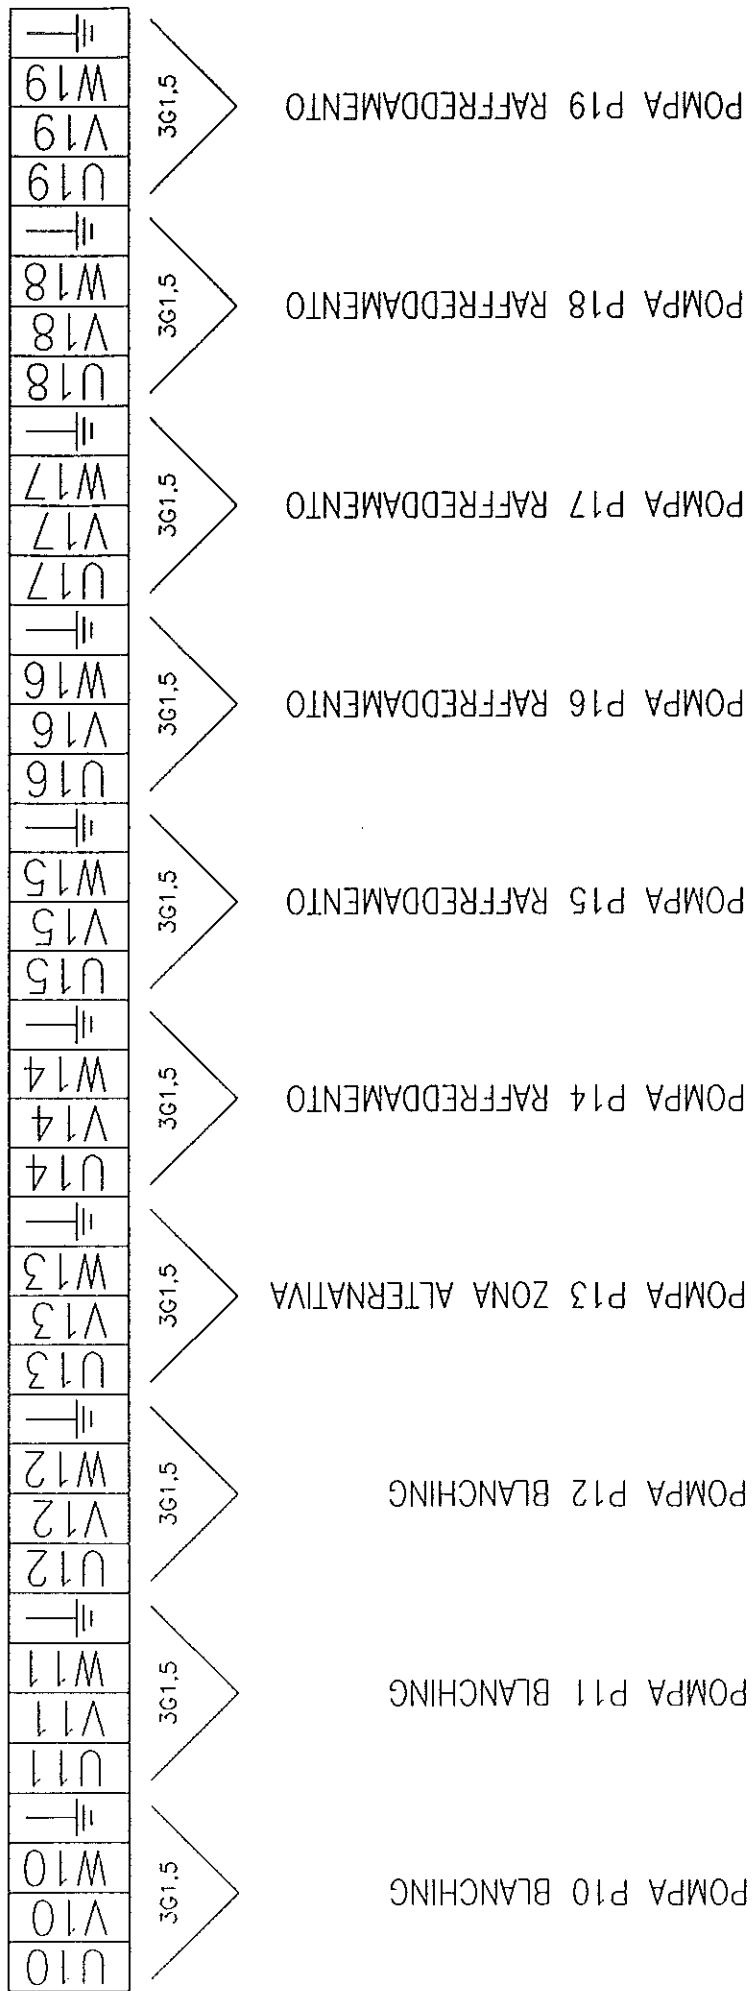 POMPA P10 BLANCHING
3G1,5
U10
V10
W10
POMPA P11 BLANCHING
3G1,5
U11
V11
W11
POMPA P12 BLANCHING
3G1,5
U12
V12
W12
POMPA P13 ZONA ALTERNATIVA
3G1,5
U13
V13
W13
POMPA P14 RAFFREDDAMENTO
3G1,5
U14
V14
W14
POMPA P15 RAFFREDDAMENTO
3G1,5
U15
V15
W15
POMPA P16 RAFFREDDAMENTO
3G1,5
U16
V16
W16
POMPA P17 RAFFREDDAMENTO
3G1,5
U17
V17
W17
POMPA P18 RAFFREDDAMENTO
3G1,5
U18
V18
W18
POMPA P19 RAFFREDDAMENTO
3G1,5
U19
V19
W19